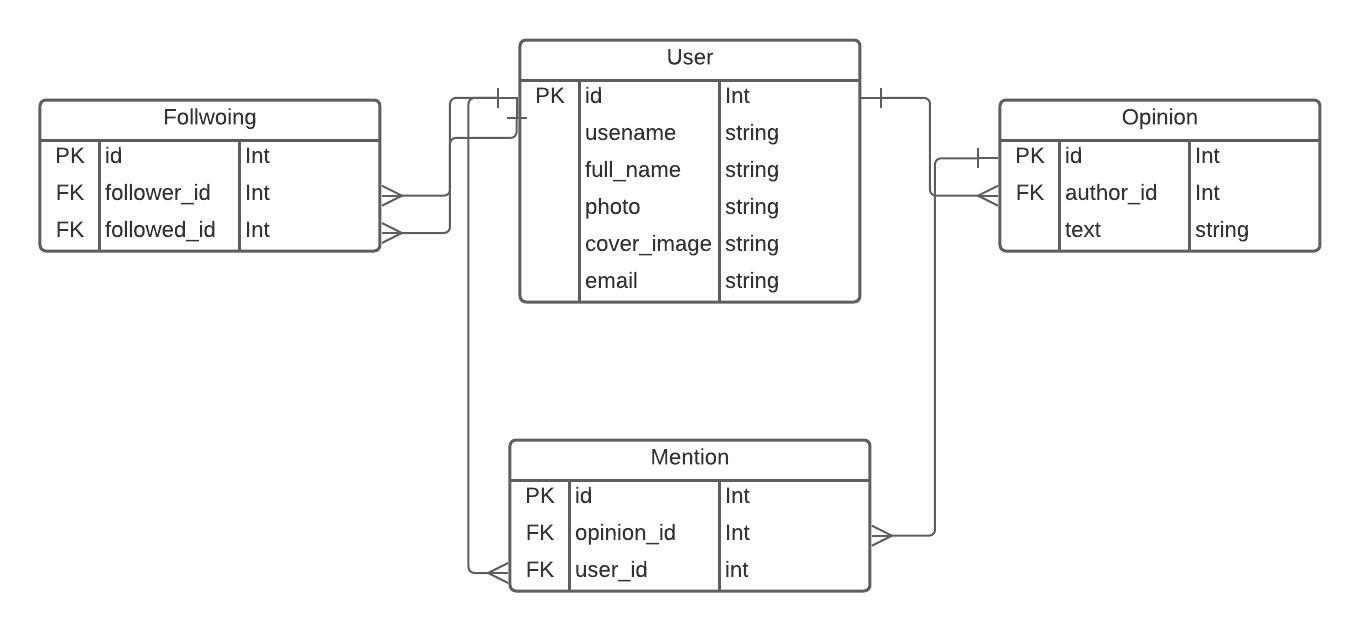 User
PK id Int
usename string
full_name string
photo string
cover_image string
email string
Follwoing
PK id Int
FK follower_id Int
FK followed_id Int
Opinion
PK id Int
FK author_id Int
text string
Mention
PK id Int
FK opinion_id Int
FK user_id int